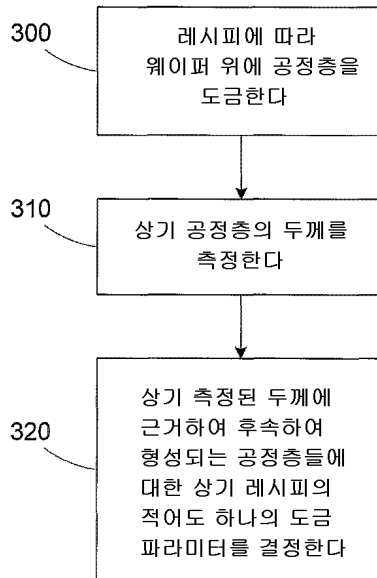 300
레시피에 따라
웨이퍼 위에 공정층을
도금한다
310
상기 공정층의 두께를
측정한다
320
상기 측정된 두께에
근거하여 후속하여
형성되는 공정층들에
대한 상기 레시피의
적어도 하나의 도금
파라미터를 결정한다